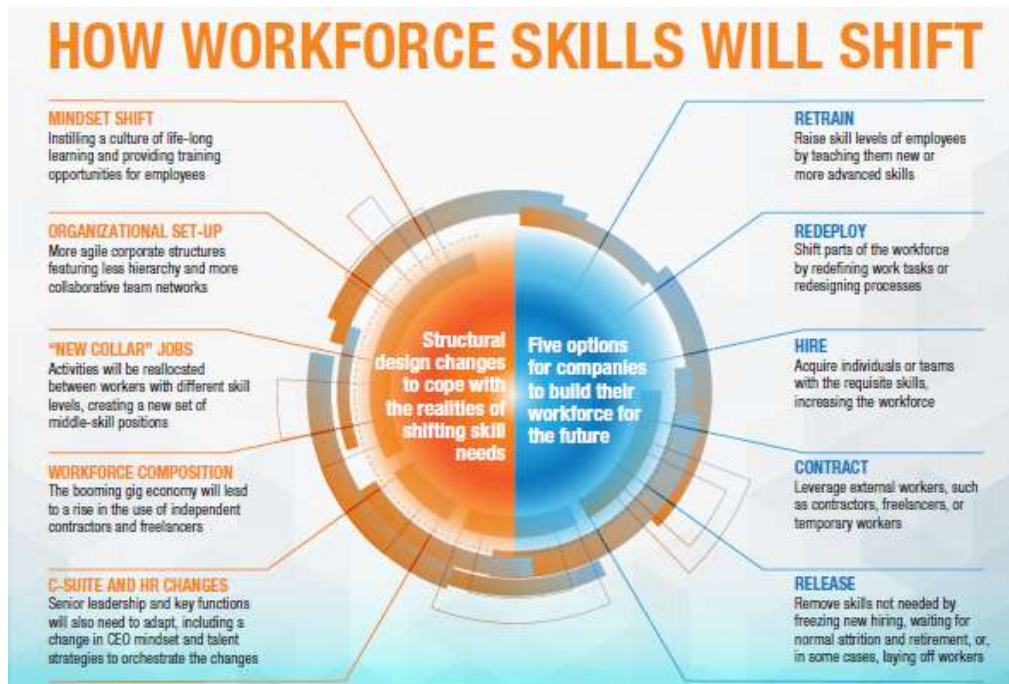 HOW WORKFORCE SKILLS WILL SHIFT
MINDSET SHIFT
Instilling a culture of life-long
learning and providing training
opportunities for employees
ORGANIZATIONAL SET-UP
More agile corporate structures
featuring less hierarchy and more
collaborative team networks
"NEW COLLAR" JOBS
Activities will be reallocated
between workers with different skill
levels, creating a new set of
middle-skill positions
WORKFORCE COMPOSITION
The booming gig economy will lead
to a rise in the use of independent
contractors and freelancers
C-SUITE AND HR CHANGES
Senior leadership and key functions
will also need to adapt, including a
change in CEO mindset and talent
strategies to orchestrate the changes
Structural
design changes
to cope with
the realities of
shifting skill
needs
Five options
for companies
to build their
workforce for
the future
RETRAIN
Raise skill levels of employees
by teaching them new or
more advanced skills
REDEPLOY
Shift parts of the workforce
by redefining work tasks or
redesigning processes
HIRE
Acquire individuals or teams
with the requisite skills,
increasing the workforce
CONTRACT
Leverage external workers, such
as contractors, freelancers, or
temporary workers
RELEASE
Remove skills not needed by
freezing new hiring, waiting for
normal attrition and retirement, or,
in some cases, laying off workers